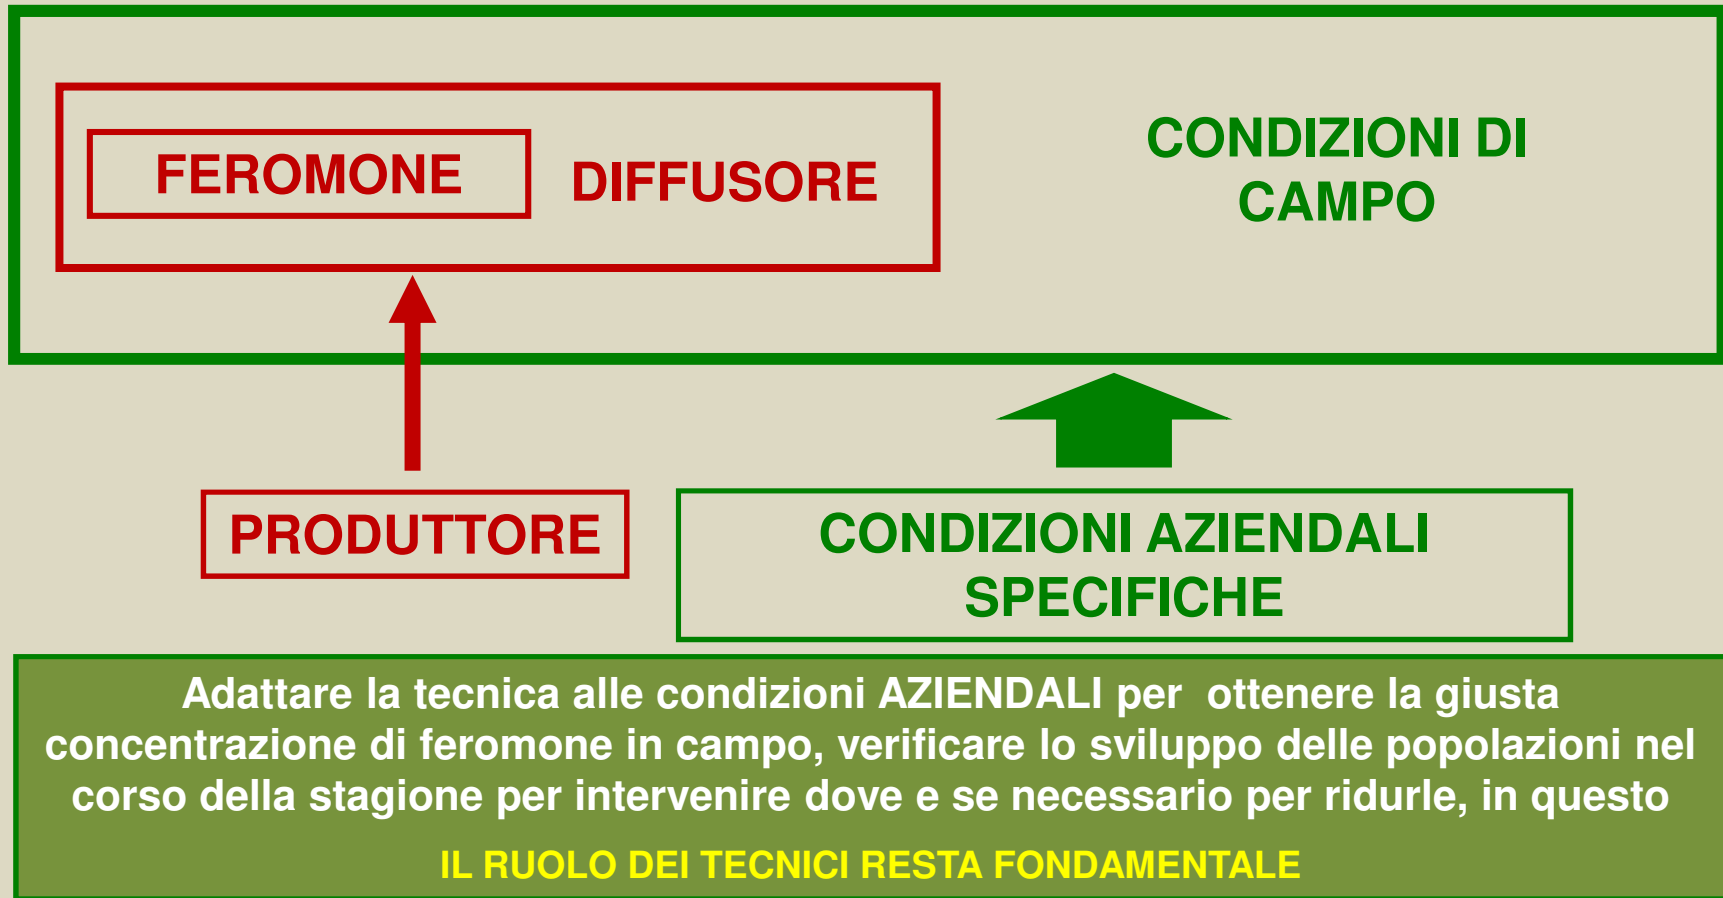 FEROMONE
DIFFUSORE
CONDIZIONI DI
CAMPO
PRODUTTORE
CONDIZIONI AZIENDALI
SPECIFICHE
Adattare la tecnica alle condizioni AZIENDALI per ottenere la giusta
concentrazione di feromone in campo, verificare lo sviluppo delle popolazioni nel
corso della stagione per intervenire dove e se necessario per ridurle, in questo
IL RUOLO DEI TECNICI RESTA FONDAMENTALE